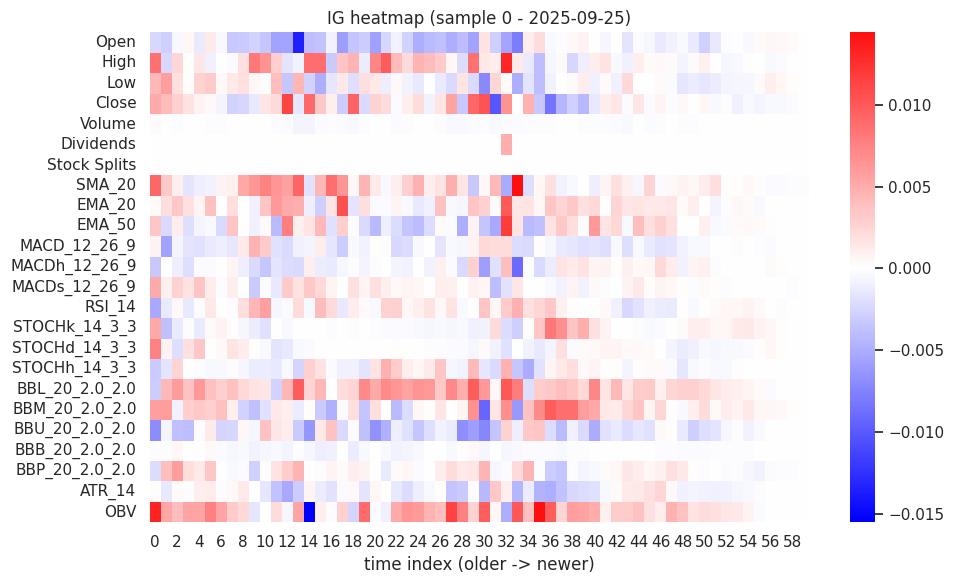 IG heatmap (sample 0 - 2025-09-25)
Open
High
Low
Close
Volume
Dividends
Stock Splits
SMA_20
EMA_20
EMA_50
MACD_12_26_9
MACDh_12_26_9
MACDs_12_26_9
RSI_14
STOCHk_14_3_3
STOCHd_14_3_3
STOCHh_14_3_3
BBL_20_2.0_2.0
BBM_20_2.0_2.0
BBU_20_2.0_2.0
BBB_20_2.0_2.0
BBP_20_2.0_2.0
ATR_14
OBV
0 2 4 6 8 10 12 14 16 18 20 22 24 26 28 30 32 34 36 38 40 42 44 46 48 50 52 54 56 58
time index (older -> newer)
0.010
0.005
0.000
−0.005
−0.010
−0.015